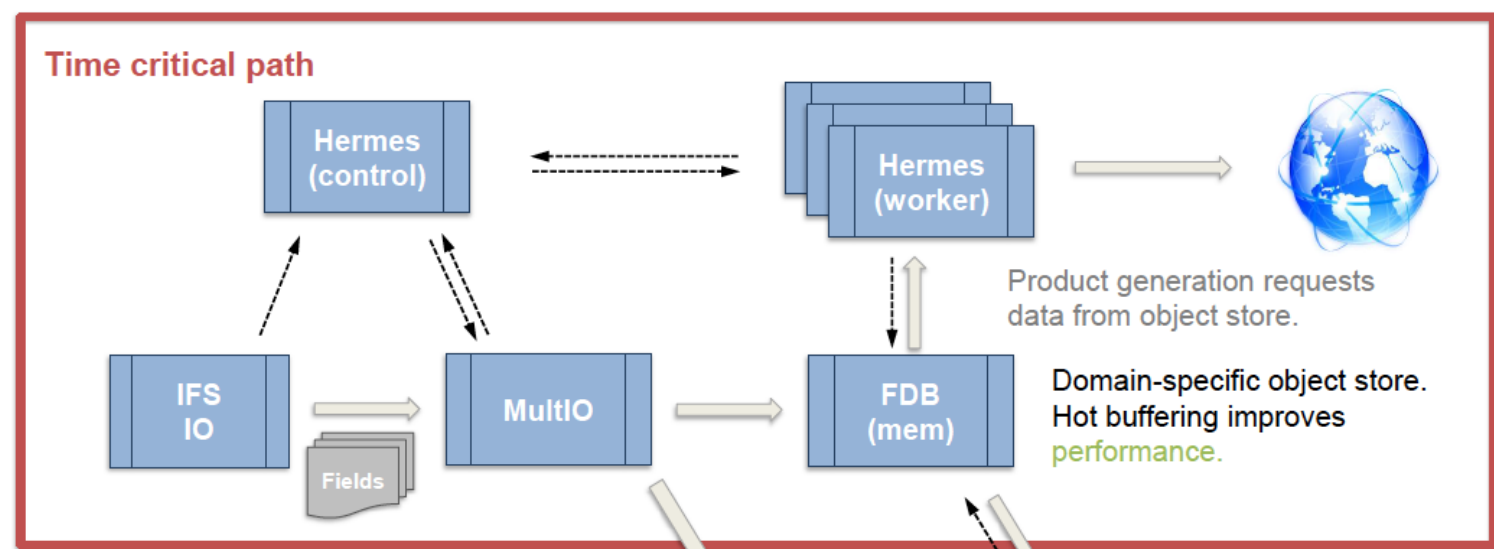 Time critical path
Hermes
(control)
Hermes
(worker)
Product generation requests
data from object store.
IFS
IO
MultIO
FDB
(mem)
Domain-specific object store.
Hot buffering improves
performance.
Fields